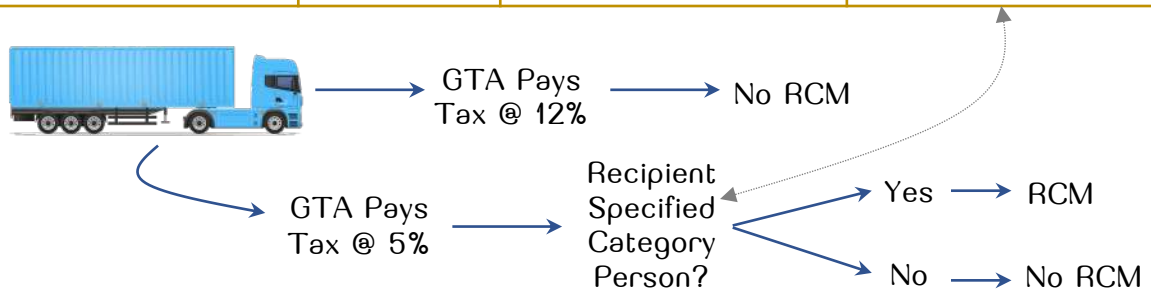 GTA Pays
Tax @ 12%
No RCM
GTA Pays
Tax @ 5%
Recipient
Specified
Category
Person?
Yes
RCM
No
No RCM